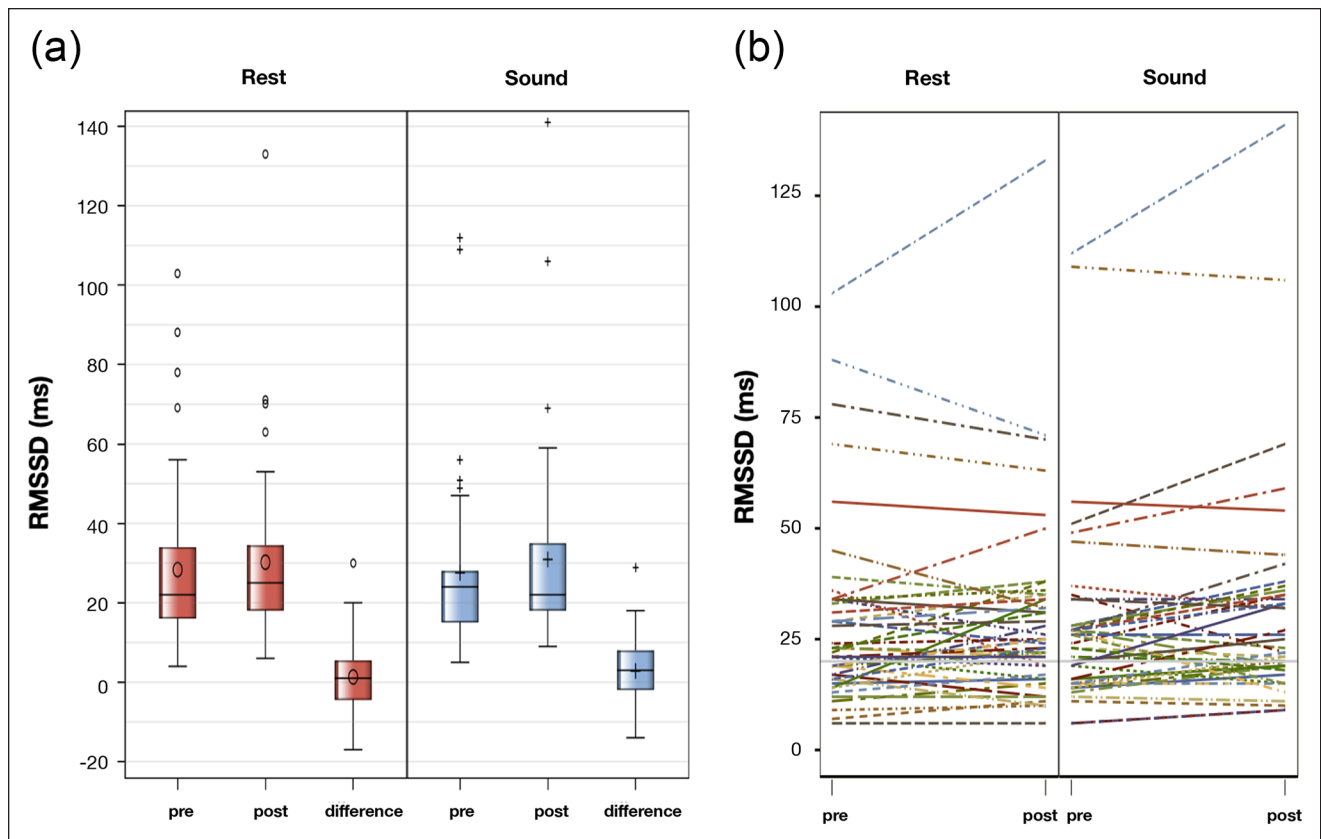 (a)
Rest
Sound
RMSSD (ms)
140
120
100
80
60
40
20
0
-20
pre
post
difference
pre
post
difference
(b)
Rest
Sound
RMSSD (ms)
125
100
75
50
25
0
pre
post
pre
post